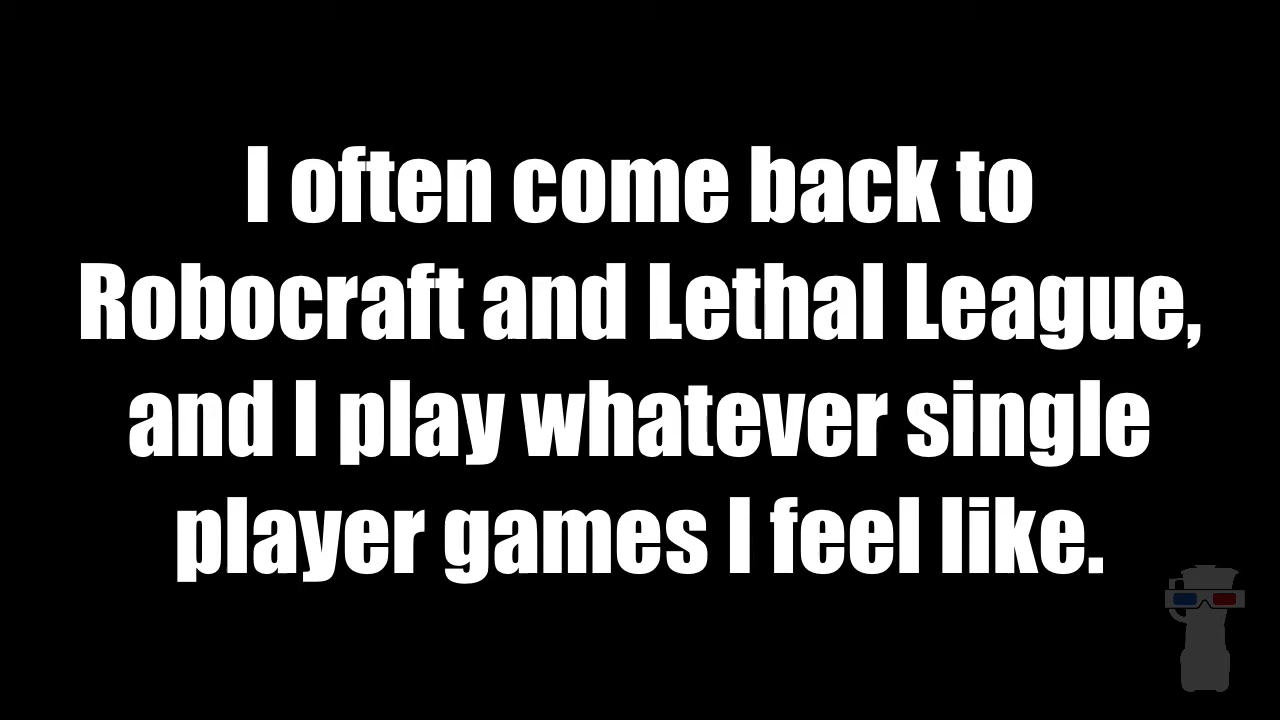 I often come back to
Robocraft and Lethal League,
and I play whatever single
player games I feel like.